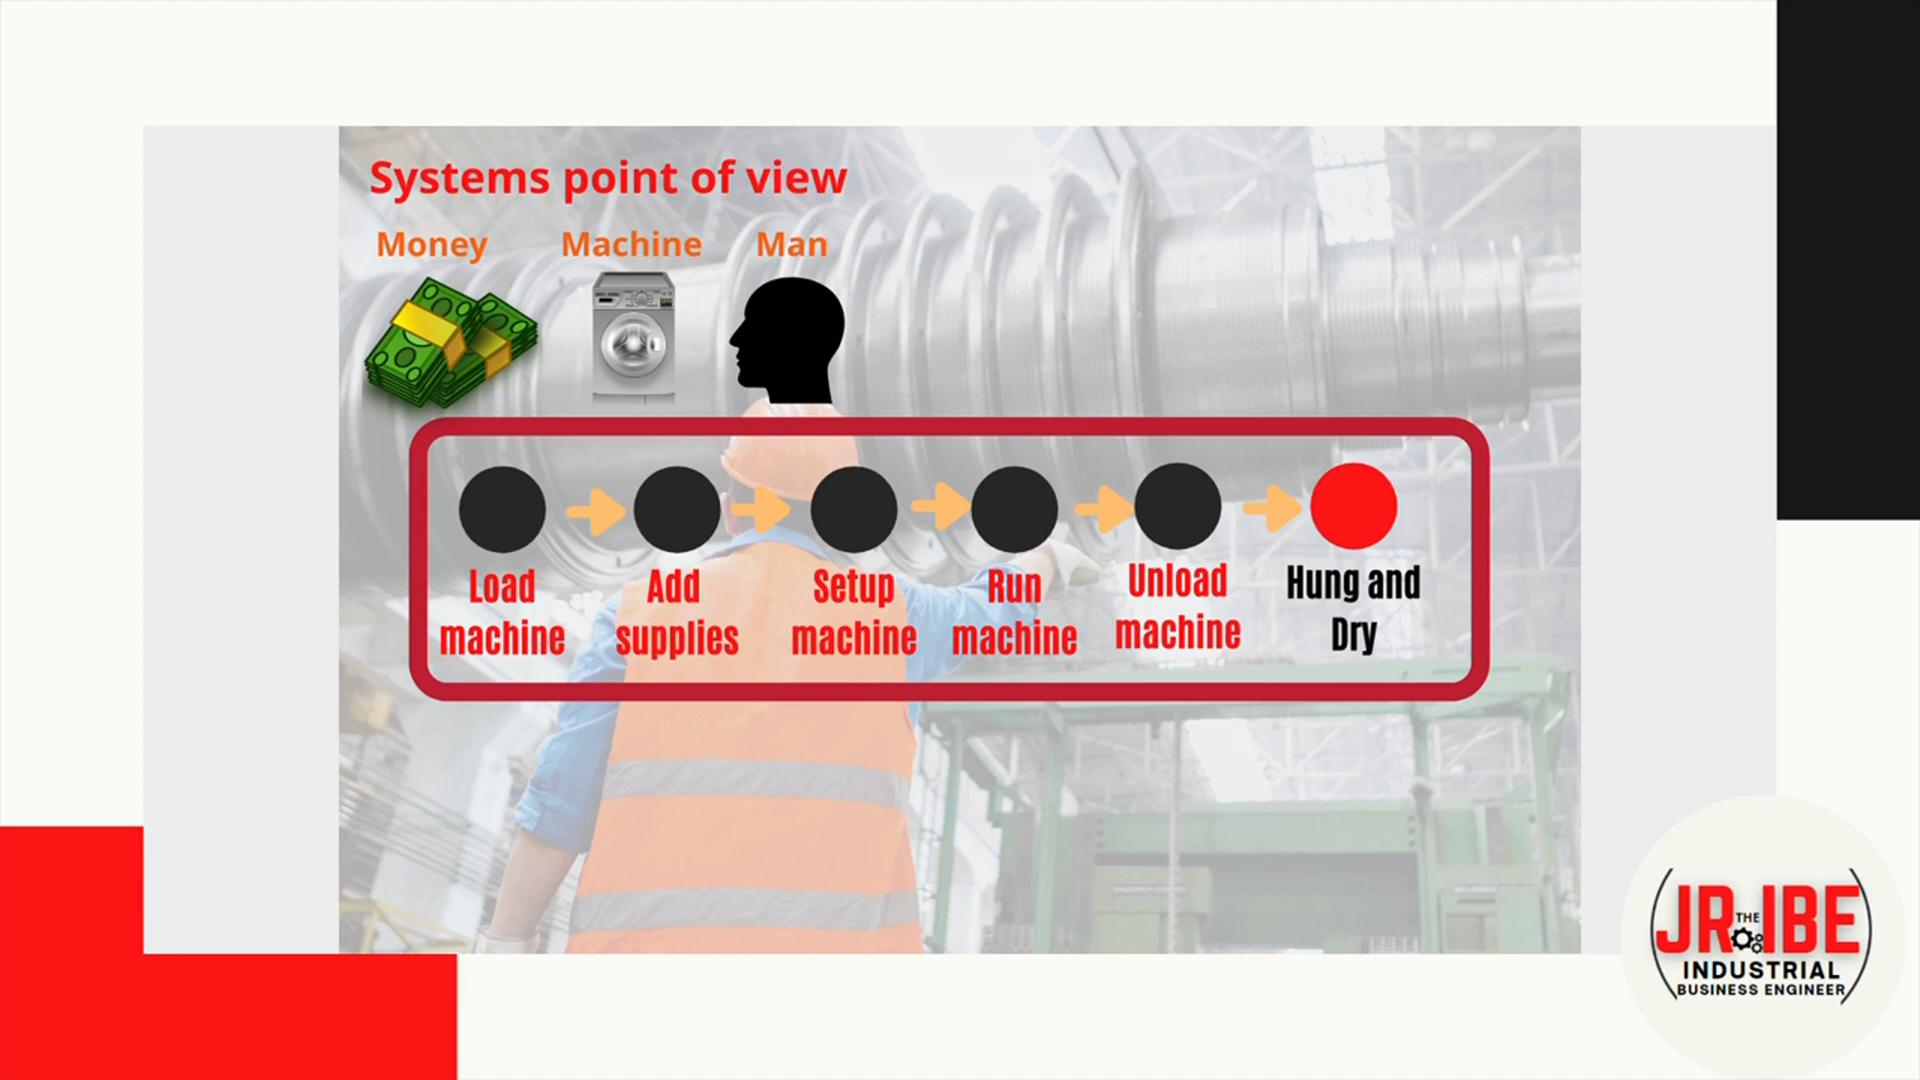 Systems point of view
Money Machine Man
Load machine
Add supplies
Setup machine
Run machine
Unload machine
Hung and Dry
JR THE IBE
INDUSTRIAL
BUSINESS ENGINEER